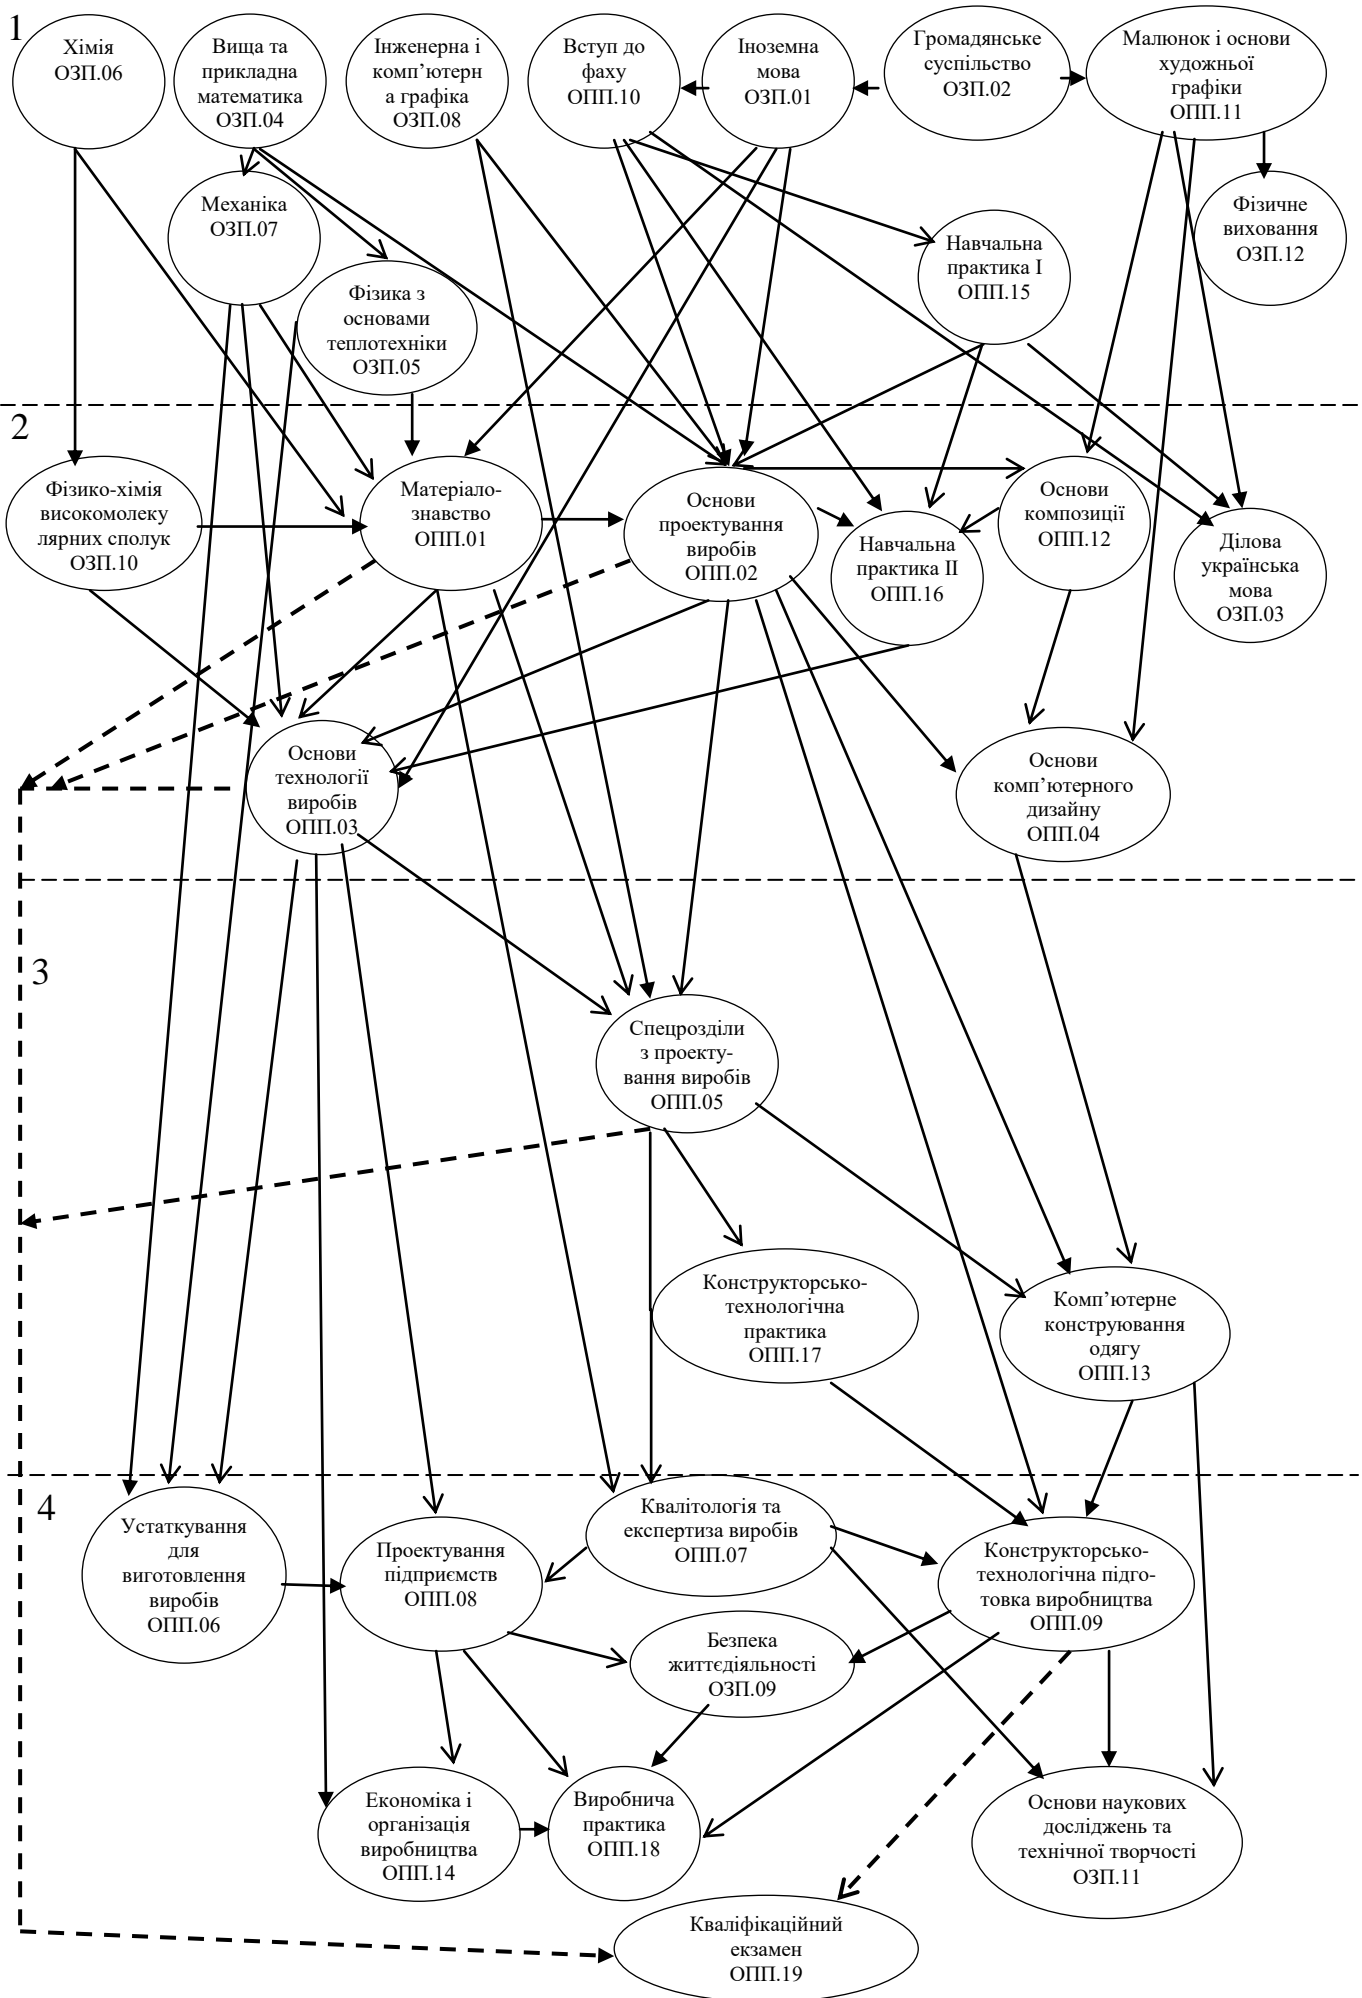 1
Хімія
ОЗП.06
Вища та
прикладна
математика
ОЗП.04
Інженерна і
комп’ютерн
а графіка
ОЗП.08
Вступ до
фаху
ОПП.10
Іноземна
мова
ОЗП.01
Громадянське
суспільство
ОЗП.02
Малюнок і основи
художньої
графіки
ОПП.11
Механіка
ОЗП.07
Фізика з
основами
теплотехніки
ОЗП.05
Навчальна
практика І
ОПП.15
Фізичне
виховання
ОЗП.12
2
Фізико-хімія
високомолеку
лярних сполук
ОЗП.10
Матеріало-
знавство
ОПП.01
Основи
проектування
виробів
ОПП.02
Навчальна
практика ІІ
ОПП.16
Основи
композиції
ОПП.12
Ділова
українська
мова
ОЗП.03
Основи
технології
виробів
ОПП.03
Основи
комп’ютерного
дизайну
ОПП.04
3
Спецрозділи
з проекту-
вання виробів
ОПП.05
Конструкторсько-
технологічна
практика
ОПП.17
Комп’ютерне
конструювання
одягу
ОПП.13
4
Устаткування
для
виготовлення
виробів
ОПП.06
Проектування
підприємств
ОПП.08
Квалітологія та
експертиза виробів
ОПП.07
Конструкторсько-
технологічна підго-
товка виробництва
ОПП.09
Безпека
життєдіяльності
ОЗП.09
Економіка і
організація
виробництва
ОПП.14
Виробнича
практика
ОПП.18
Основи наукових
досліджень та
технічної творчості
ОЗП.11
Кваліфікаційний
екзамен
ОПП.19